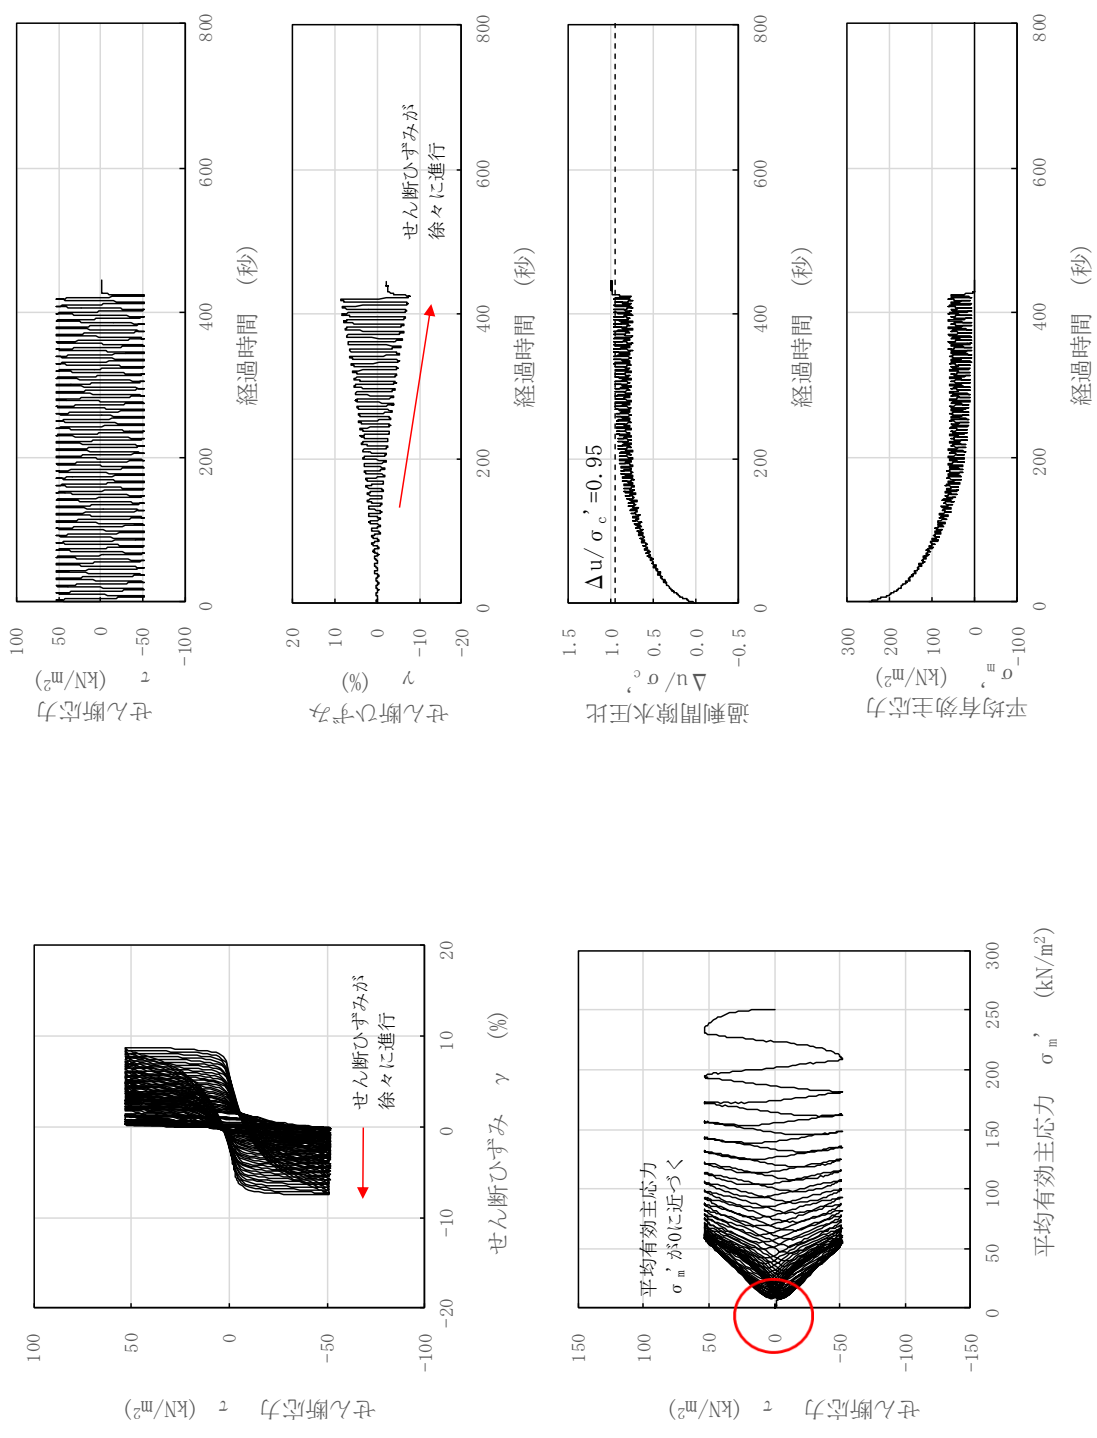 100
50
0
-50
-100
せん断応力
τ (kN/m²)
0
200
400
600
800
経過時間 (秒)
20
10
0
-10
-20
せん断ひずみ
γ (%)
せん断ひずみが
徐々に進行
0
200
400
600
800
経過時間 (秒)
1.5
1.0
0.5
0.0
-0.5
過剰間隙水圧比
Δu/σc’
Δu/σc’=0.95
0
200
400
600
800
経過時間 (秒)
300
200
100
0
-100
平均有効主応力
σm’ (kN/m²)
0
200
400
600
800
経過時間 (秒)
100
50
0
-50
-100
せん断応力 τ (kN/m²)
せん断ひずみが
徐々に進行
-20
-10
0
10
20
せん断ひずみ γ (%)
150
100
50
0
-50
-100
-150
せん断応力 τ (kN/m²)
平均有効主応力
σm’が0に近づく
0
50
100
150
200
250
300
平均有効主応力 σm’ (kN/m²)